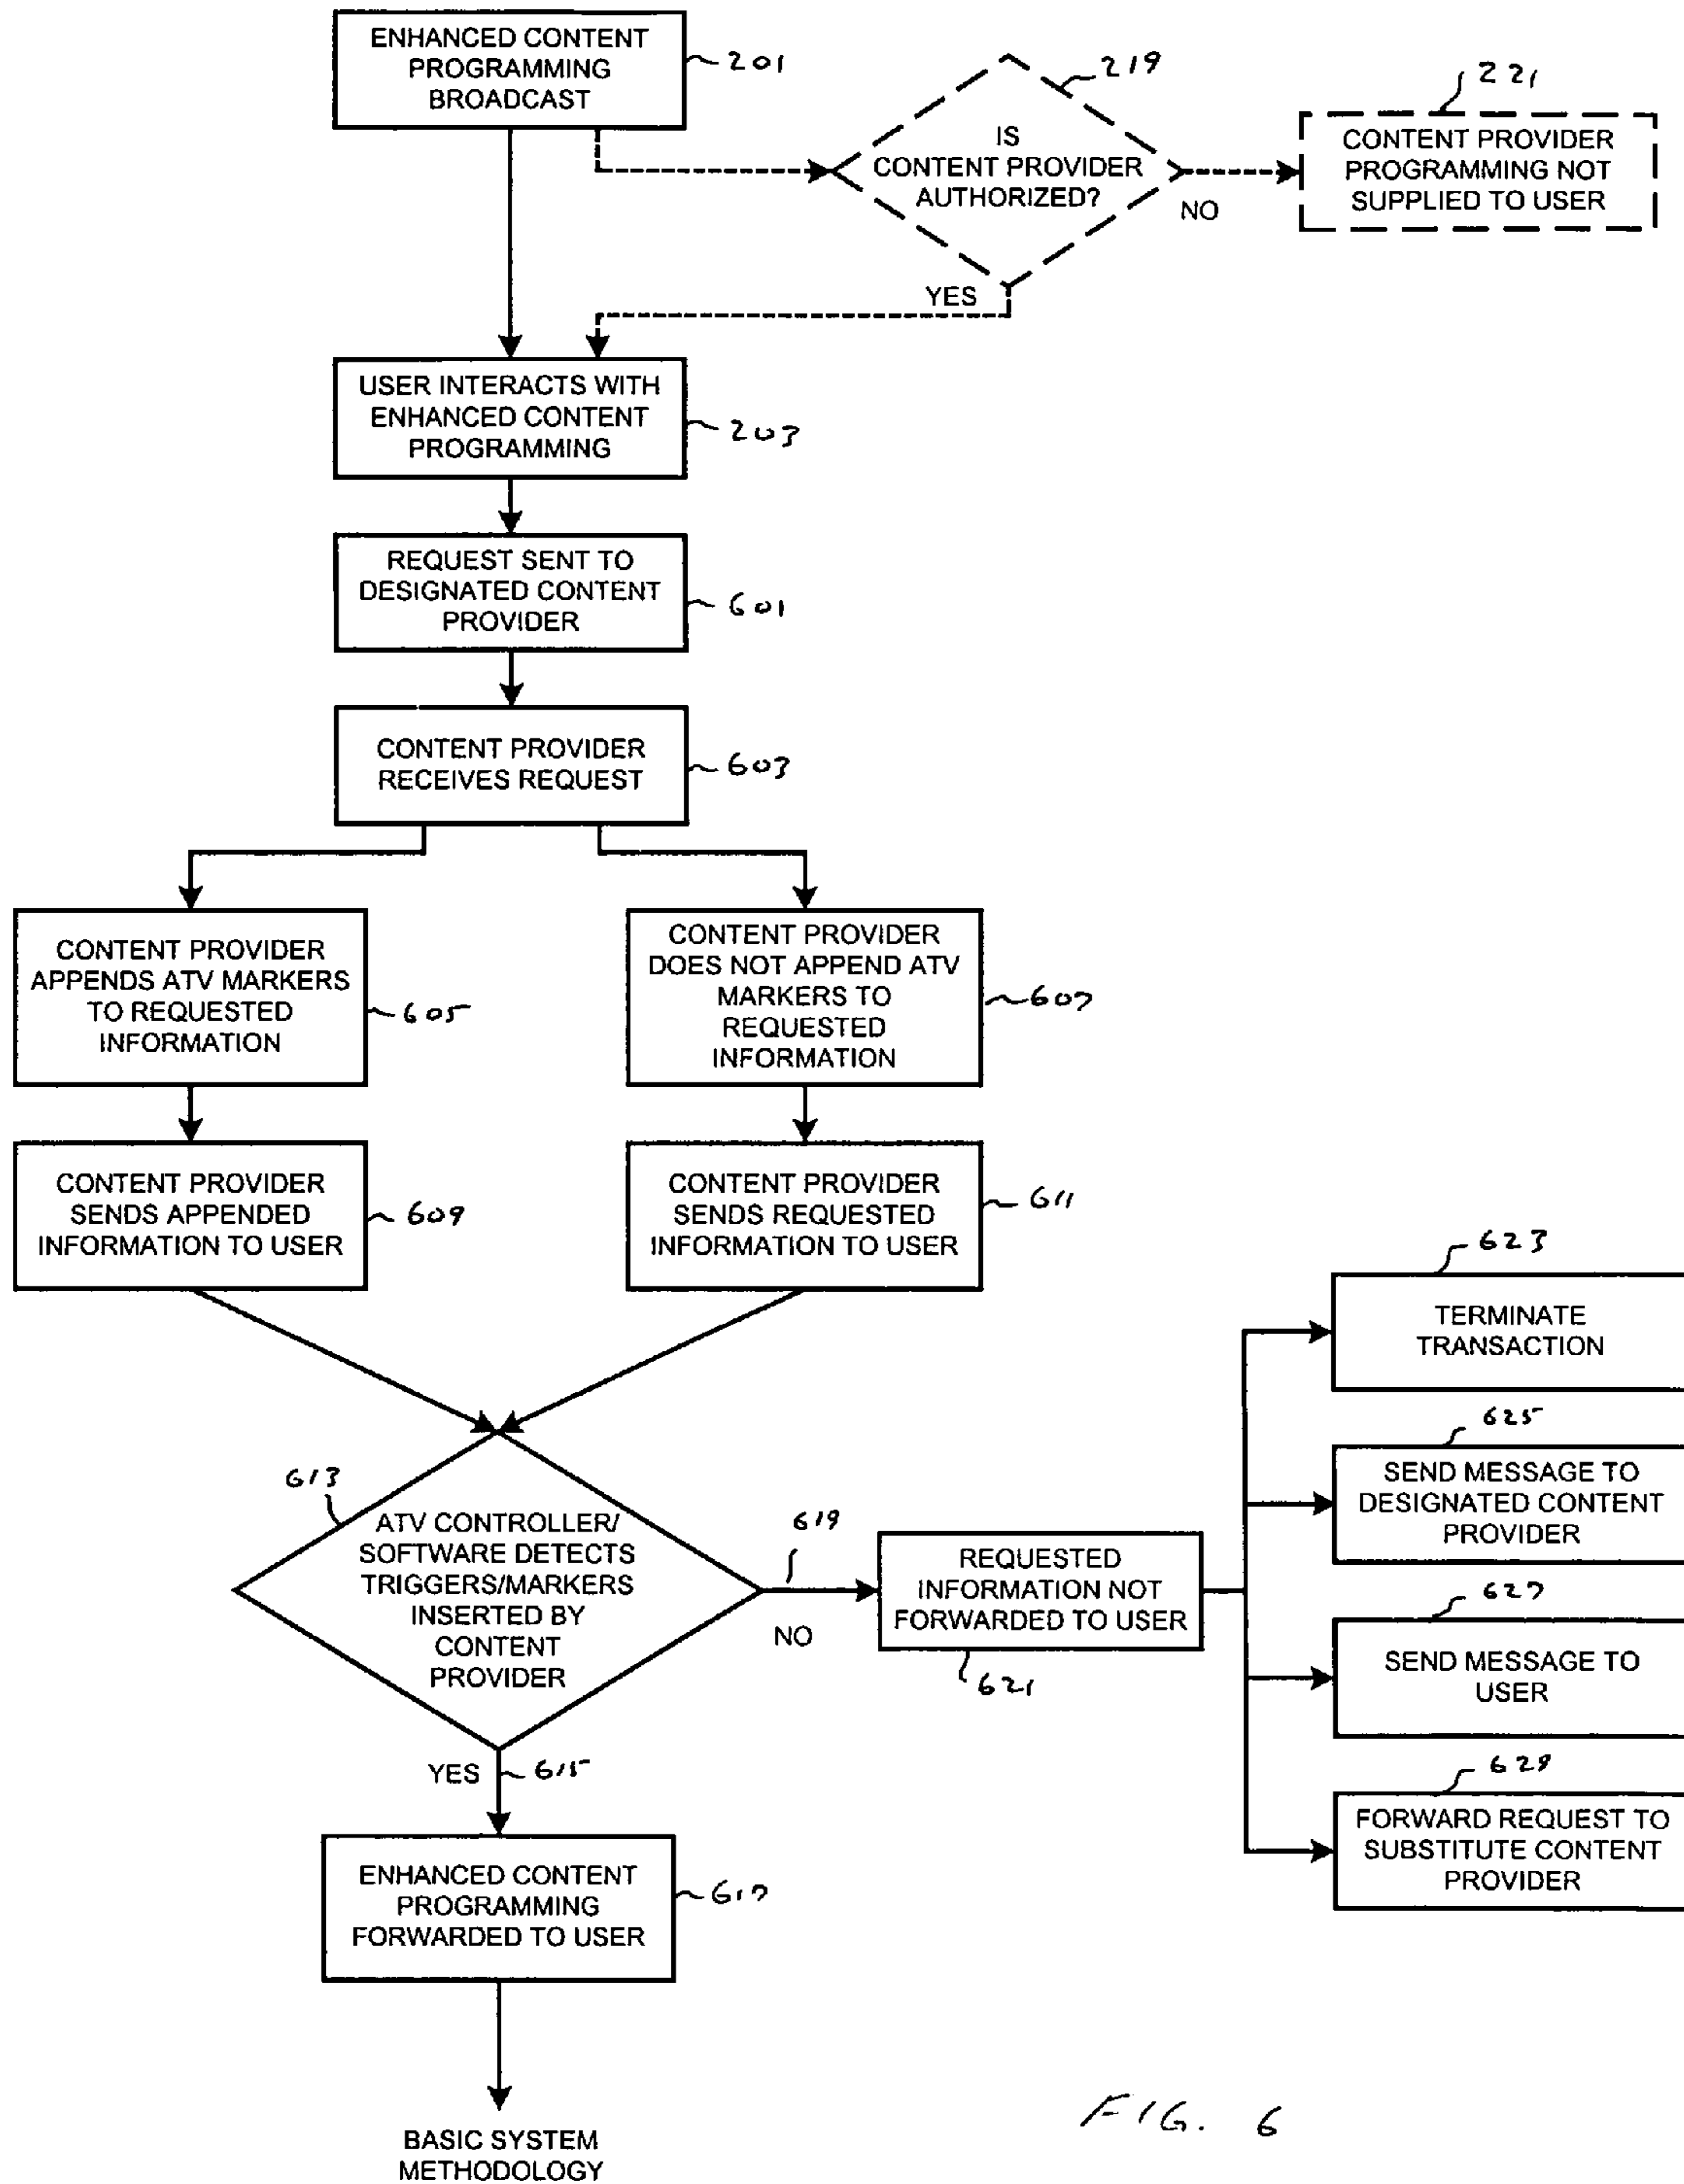 ENHANCED CONTENT
PROGRAMMING
BROADCAST
201
219
IS
CONTENT PROVIDER
AUTHORIZED?
NO
YES
221
CONTENT PROVIDER
PROGRAMMING NOT
SUPPLIED TO USER
USER INTERACTS WITH
ENHANCED CONTENT
PROGRAMMING
203
REQUEST SENT TO
DESIGNATED CONTENT
PROVIDER
601
CONTENT PROVIDER
RECEIVES REQUEST
603
CONTENT PROVIDER
APPENDS ATV MARKERS
TO REQUESTED
INFORMATION
605
CONTENT PROVIDER
DOES NOT APPEND ATV
MARKERS TO
REQUESTED
INFORMATION
607
CONTENT PROVIDER
SENDS APPENDED
INFORMATION TO USER
609
CONTENT PROVIDER
SENDS REQUESTED
INFORMATION TO USER
611
613
ATV CONTROLLER/
SOFTWARE DETECTS
TRIGGERS/MARKERS
INSERTED BY
CONTENT
PROVIDER
619
NO
REQUESTED
INFORMATION NOT
FORWARDED TO USER
621
623
TERMINATE
TRANSACTION
625
SEND MESSAGE TO
DESIGNATED CONTENT
PROVIDER
627
SEND MESSAGE TO
USER
629
FORWARD REQUEST TO
SUBSTITUTE CONTENT
PROVIDER
YES
615
ENHANCED CONTENT
PROGRAMMING
FORWARDED TO USER
617
BASIC SYSTEM
METHODOLOGY
FIG. 6